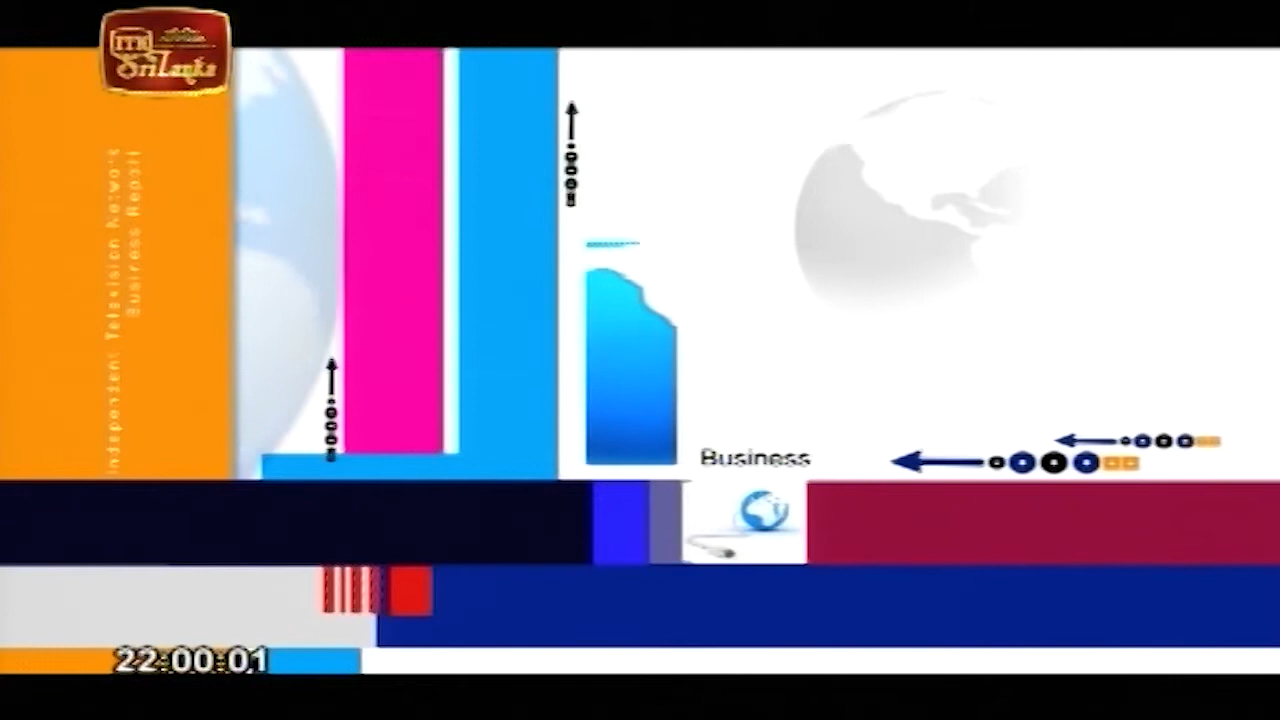 ITN
Sri Lanka
Independent Television Network
Business Report
Business
22:00:01